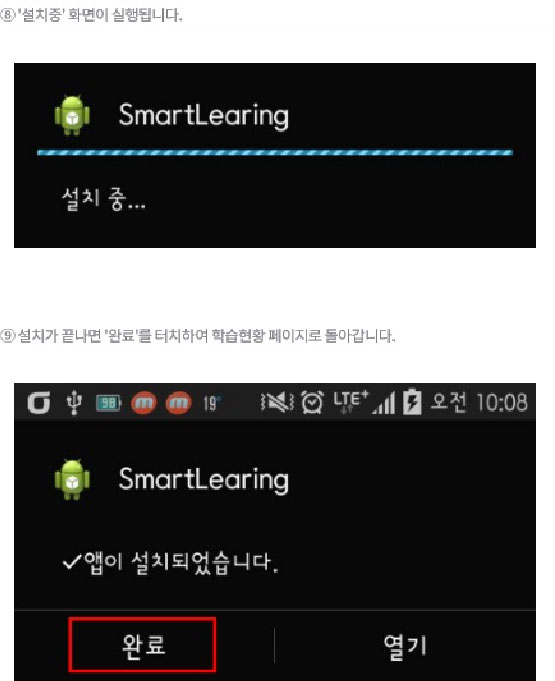 ⑧ '설치중' 화면이 실행됩니다.
SmartLearing
설치 중...
⑨ 설치가 끝나면 '완료'를 터치하여 학습현황 페이지로 돌아갑니다.
98 m m 19° LTE+ 오전 10:08
SmartLearing
✓앱이 설치되었습니다.
완료 열기